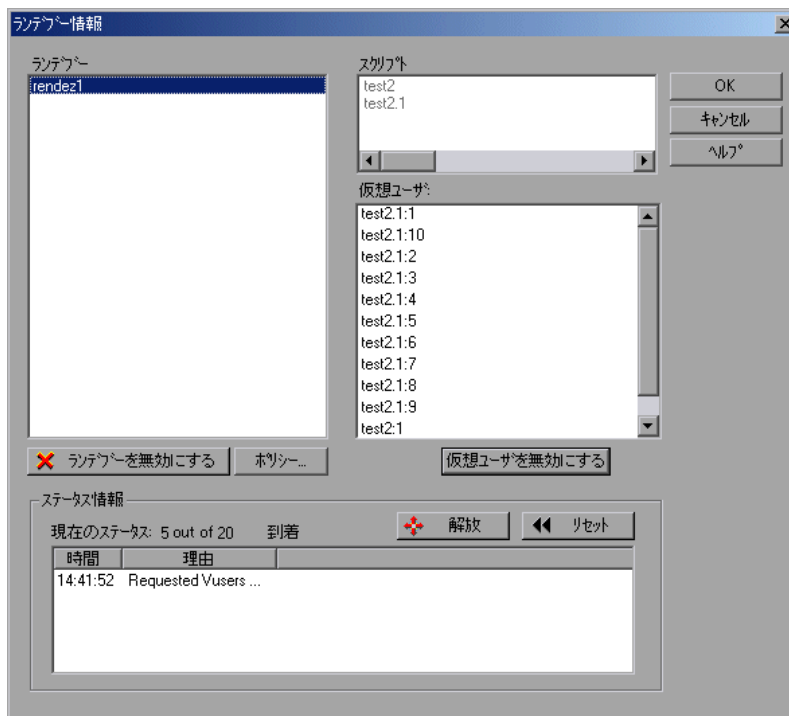 ランデブー情報
ランデブー
rendez1
スクリプト
test2
test2.1
OK
キャンセル
ヘルプ
仮想ユーザ:
test2.1:1
test2.1:10
test2.1:2
test2.1:3
test2.1:4
test2.1:5
test2.1:6
test2.1:7
test2.1:8
test2.1:9
test2:1
ランデブーを無効にする
ポリシー...
仮想ユーザを無効にする
ステータス情報
現在のステータス: 5 out of 20 到着
解放
リセット
時間 理由
14:41:52 Requested Vusers ...